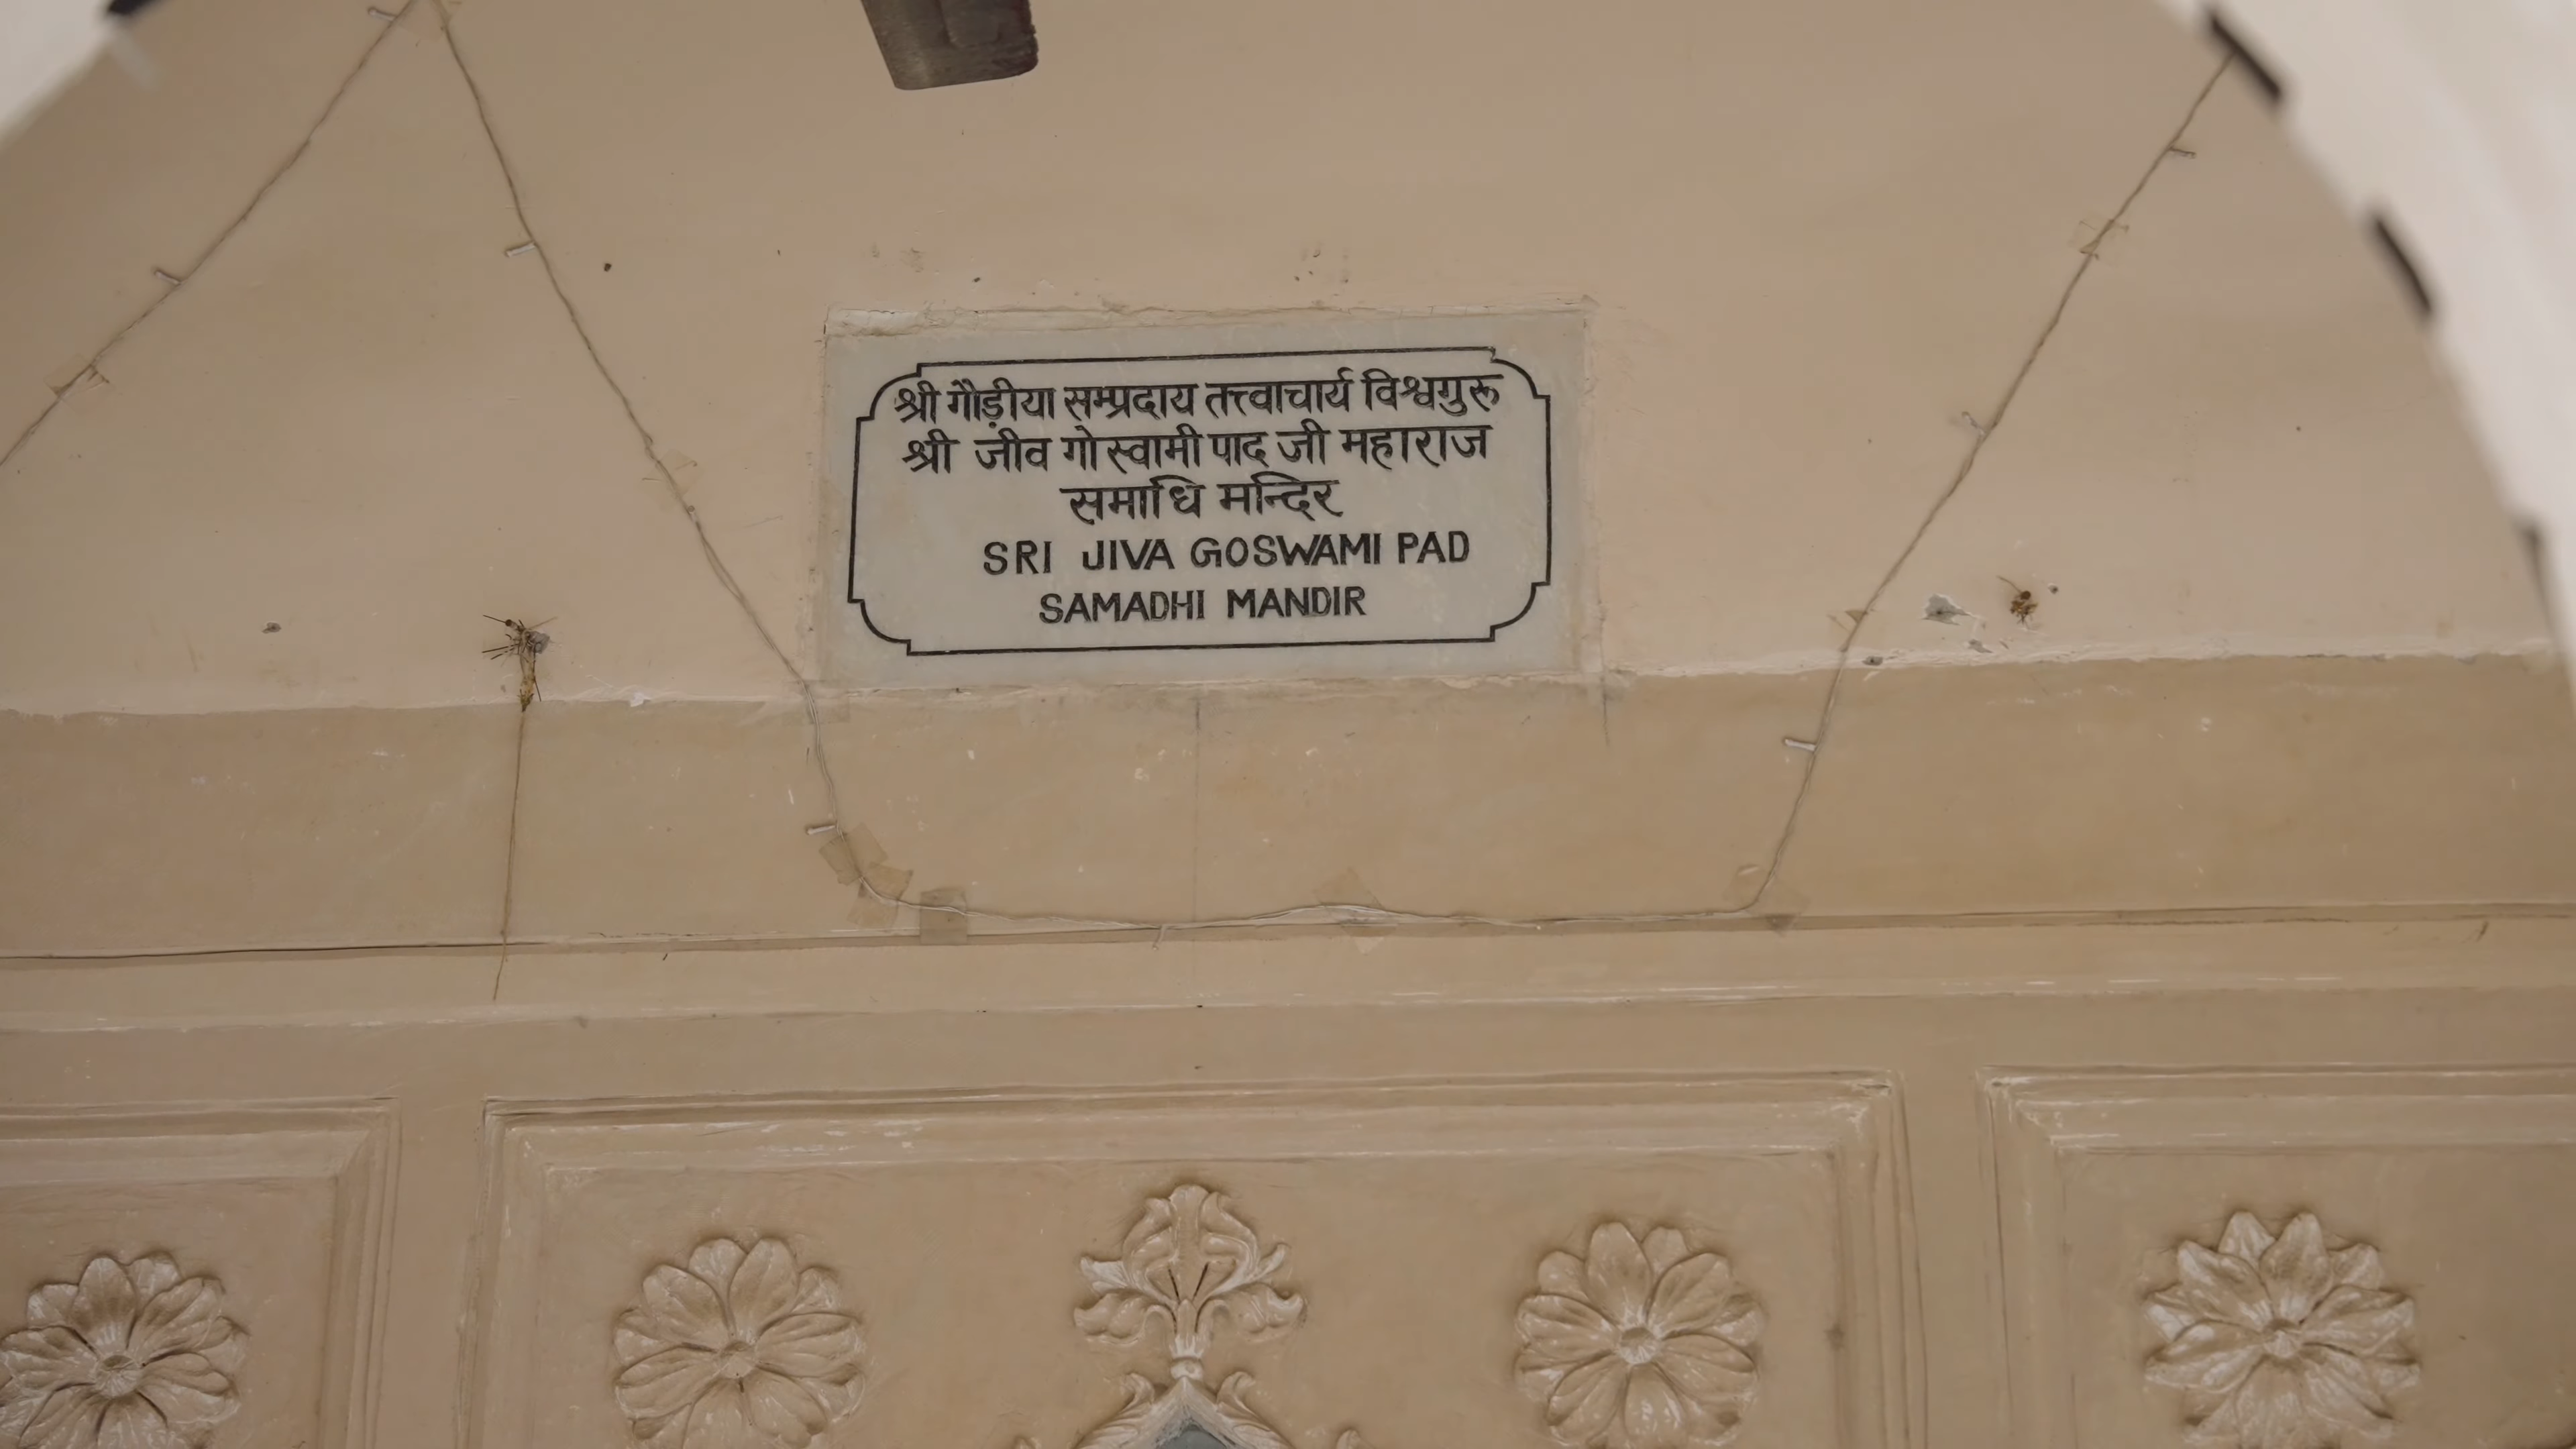 श्री गौड़ीया सम्प्रदाय तत्त्वाचार्य विश्वगुरू
श्री जीव गोस्वामी पाद जी महाराज
समाधि मन्दिर
SRI JIVA GOSWAMI PAD
SAMADHI MANDIR